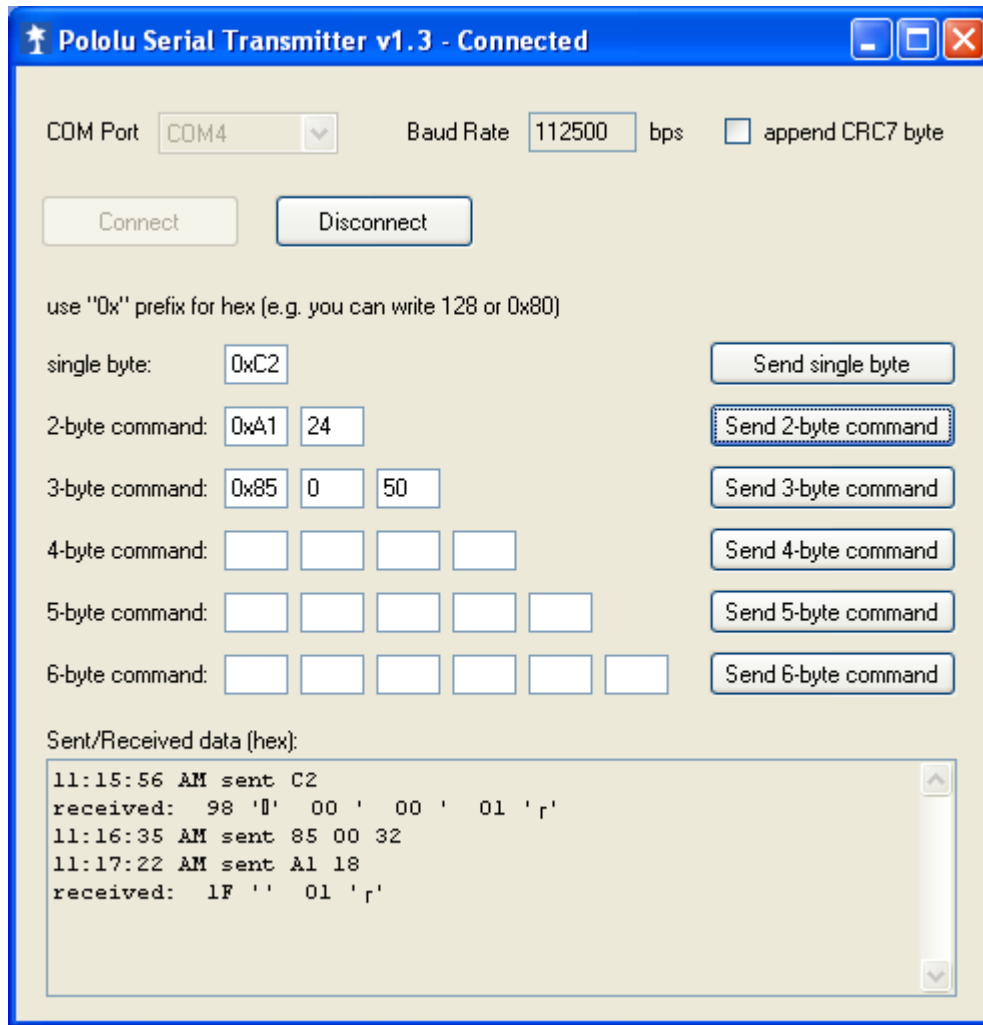 Pololu Serial Transmitter v1.3 - Connected
COM Port COM4 Baud Rate 112500 bps append CRC7 byte
Connect Disconnect
use "0x" prefix for hex (e.g. you can write 128 or 0x80)
single byte: 0xC2 Send single byte
2-byte command: 0xA1 24 Send 2-byte command
3-byte command: 0x85 0 50 Send 3-byte command
4-byte command: Send 4-byte command
5-byte command: Send 5-byte command
6-byte command: Send 6-byte command
Sent/Received data (hex):
11:15:56 AM sent C2
received: 98 '▯' 00 ' 00 ' 01 '┌'
11:16:35 AM sent 85 00 32
11:17:22 AM sent A1 18
received: 1F '' 01 '┌'